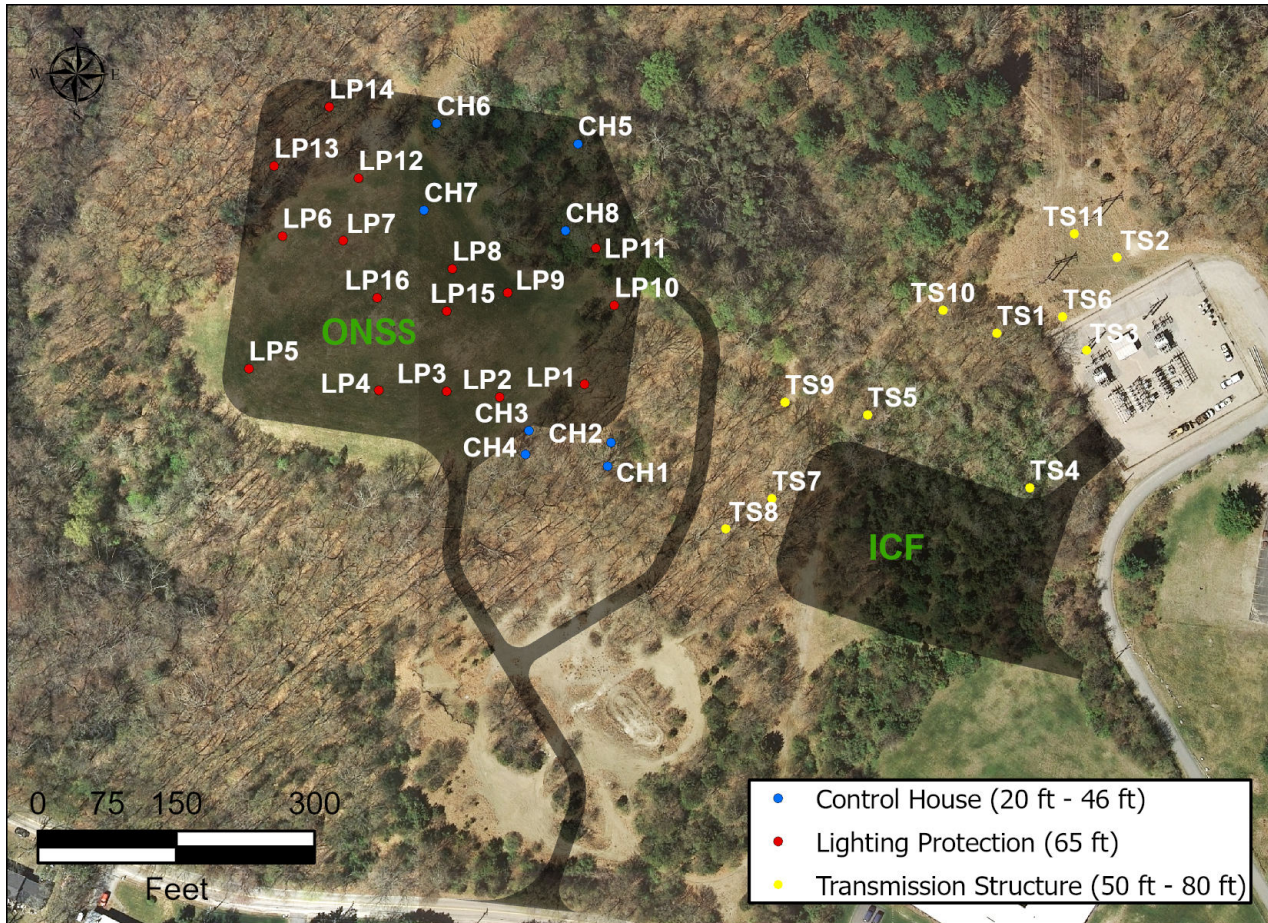 N
W E
S
LP14
CH6
CH5
LP13
LP12
CH7
CH8
LP6
LP7
LP11
TS11
TS2
LP8
LP9
LP10
LP16
LP15
TS10
TS1
TS6
ONSS
TS3
LP5
LP4
LP3
LP2
LP1
TS9
TS5
CH3
CH2
CH4
CH1
TS4
TS7
TS8
ICF
0 75 150 300
Feet
Control House (20 ft - 46 ft)
Lighting Protection (65 ft)
Transmission Structure (50 ft - 80 ft)